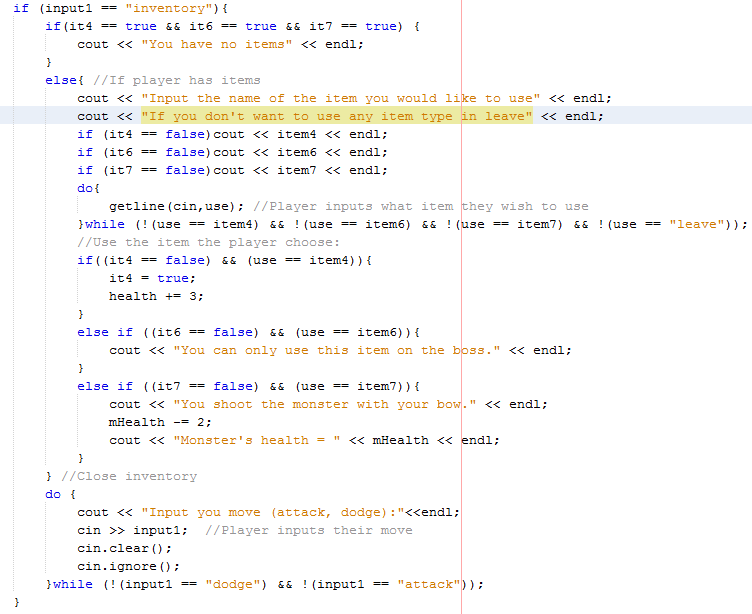 if (input1 == "inventory"){
if(it4 == true && it6 == true && it7 == true) {
cout << "You have no items" << endl;
}
else{ //If player has items
cout << "Input the name of the item you would like to use" << endl;
cout << "If you don't want to use any item type in leave" << endl;
if (it4 == false)cout << item4 << endl;
if (it6 == false)cout << item6 << endl;
if (it7 == false)cout << item7 << endl;
do{
getline(cin,use); //Player inputs what item they wish to use
}while (!(use == item4) && !(use == item6) && !(use == item7) && !(use == "leave"));
//Use the item the player choose:
if((it4 == false) && (use == item4)){
it4 = true;
health += 3;
}
else if ((it6 == false) && (use == item6)){
cout << "You can only use this item on the boss." << endl;
}
else if ((it7 == false) && (use == item7)){
cout << "You shoot the monster with your bow." << endl;
mHealth -= 2;
cout << "Monster's health = " << mHealth << endl;
}
} //Close inventory
do {
cout << "Input you move (attack, dodge):"<<endl;
cin >> input1; //Player inputs their move
cin.clear();
cin.ignore();
}while (!(input1 == "dodge") && !(input1 == "attack"));
}